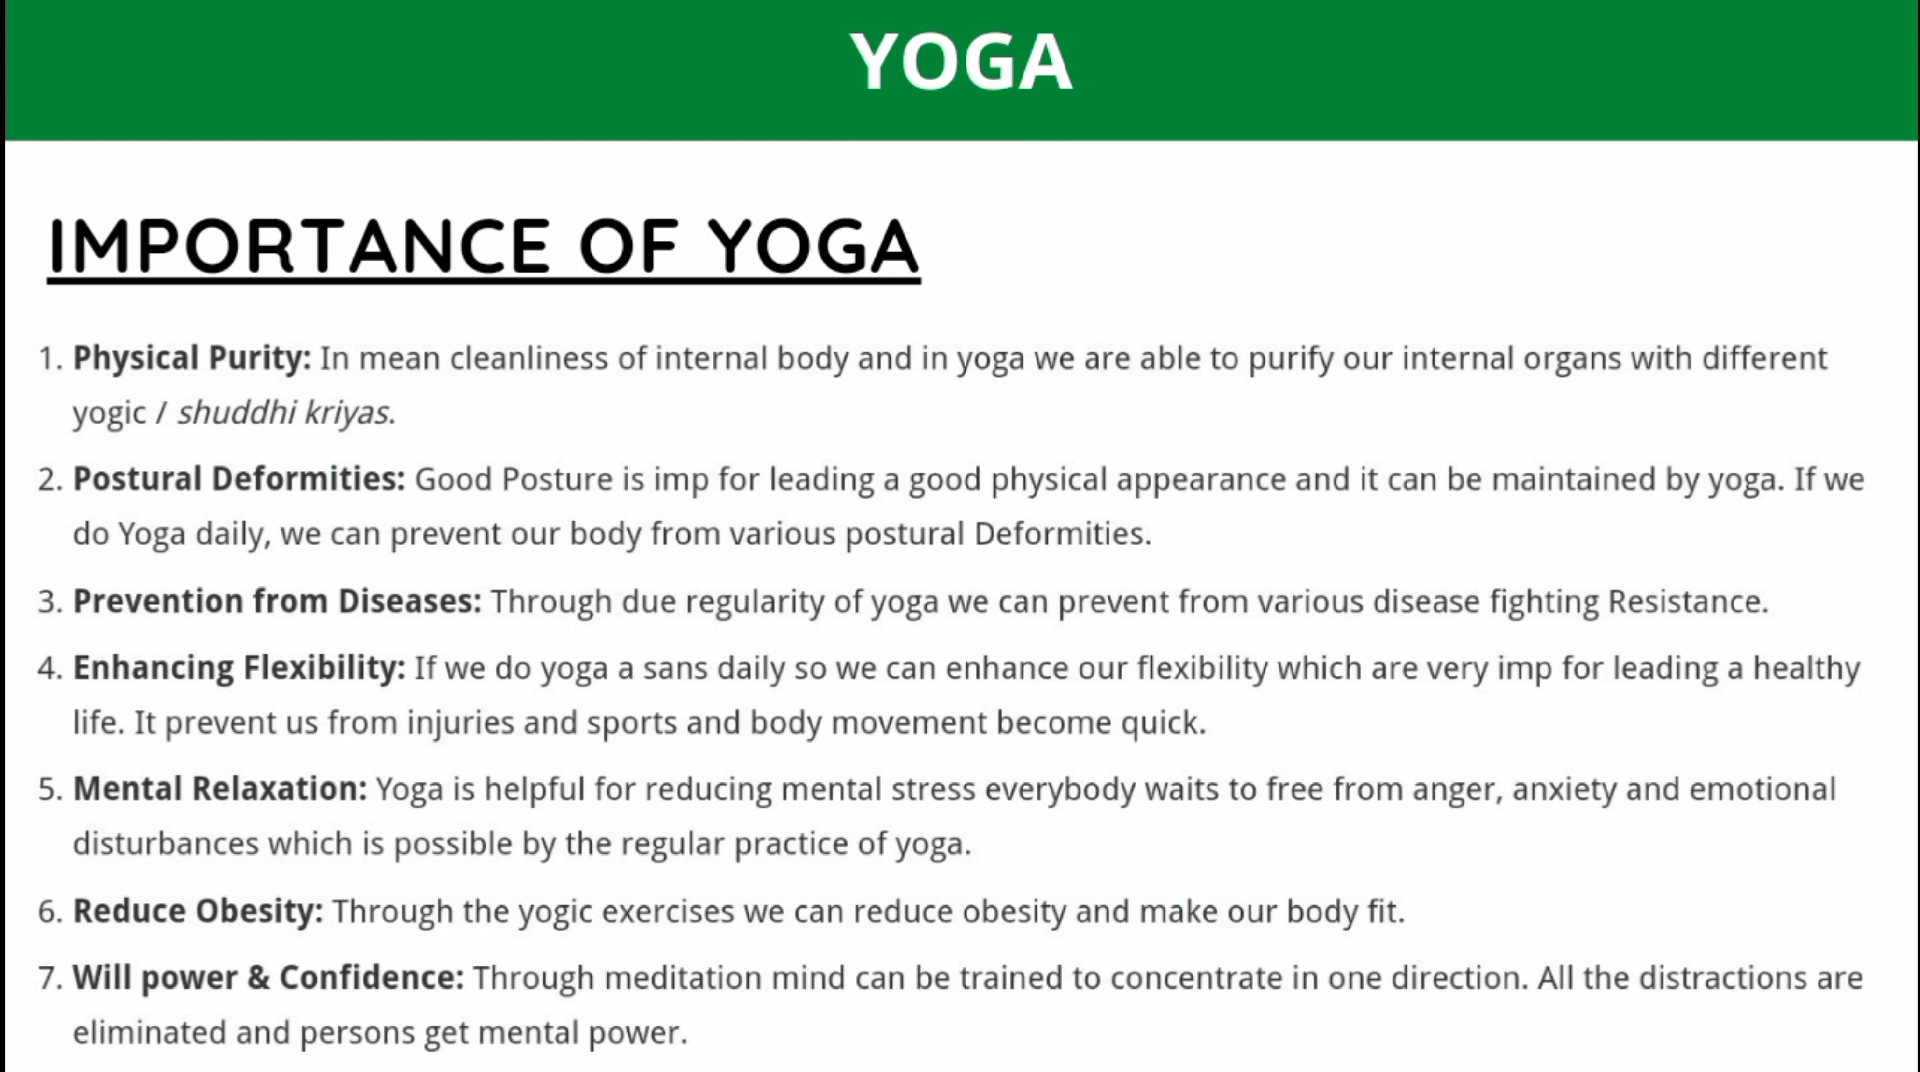 YOGA
IMPORTANCE OF YOGA
1. Physical Purity: In mean cleanliness of internal body and in yoga we are able to purify our internal organs with different
yogic / shuddhi kriyas.
2. Postural Deformities: Good Posture is imp for leading a good physical appearance and it can be maintained by yoga. If we
do Yoga daily, we can prevent our body from various postural Deformities.
3. Prevention from Diseases: Through due regularity of yoga we can prevent from various disease fighting Resistance.
4. Enhancing Flexibility: If we do yoga a sans daily so we can enhance our flexibility which are very imp for leading a healthy
life. It prevent us from injuries and sports and body movement become quick.
5. Mental Relaxation: Yoga is helpful for reducing mental stress everybody waits to free from anger, anxiety and emotional
disturbances which is possible by the regular practice of yoga.
6. Reduce Obesity: Through the yogic exercises we can reduce obesity and make our body fit.
7. Will power & Confidence: Through meditation mind can be trained to concentrate in one direction. All the distractions are
eliminated and persons get mental power.